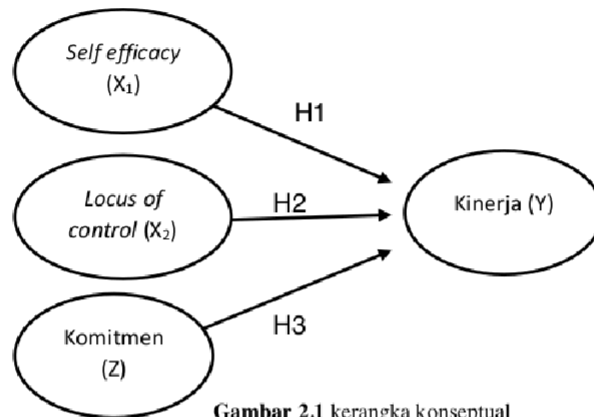 Self efficacy
(X₁)
H1
Locus of
control (X₂)
H2
Kinerja (Y)
Komitmen
(Z)
H3
Gambar 2.1 kerangka konseptual